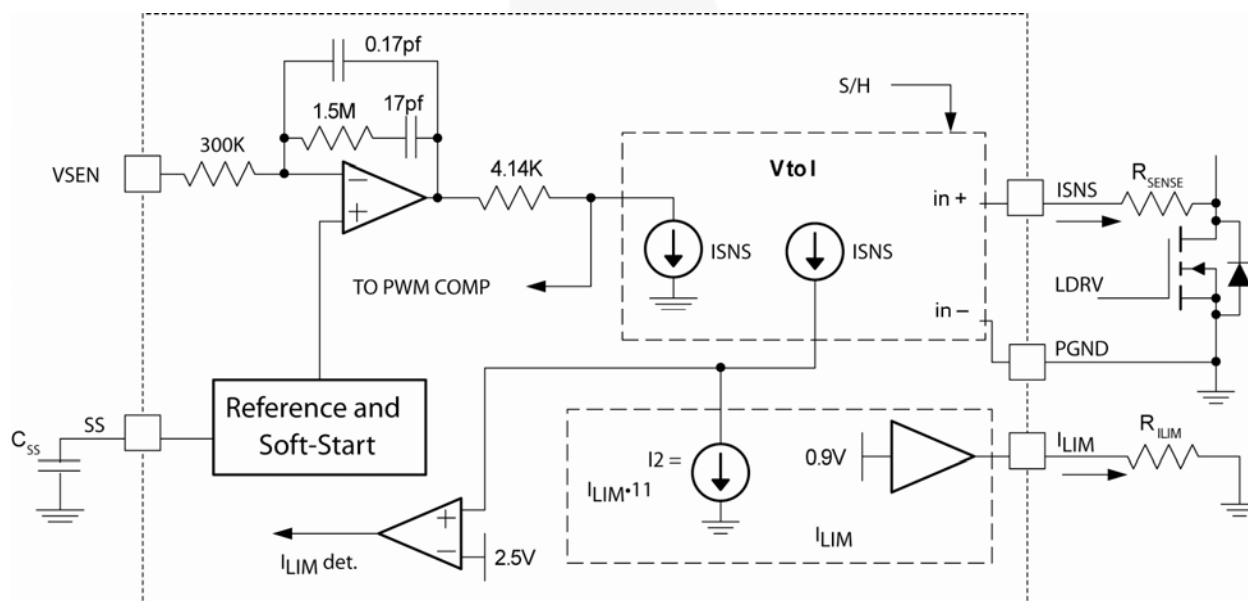 0.17pf
S/H
1.5M
17pf
300K
VSEN
4.14K
VtoI
in +
ISNS
RSENSE
−
+
ISNS
ISNS
TO PWM COMP
LDRV
in –
PGND
Reference and
Soft-Start
SS
CSS
RILIM
ILIM
0.9V
I2 =
ILIM•11
ILIM
+
−
2.5V
ILIM det.